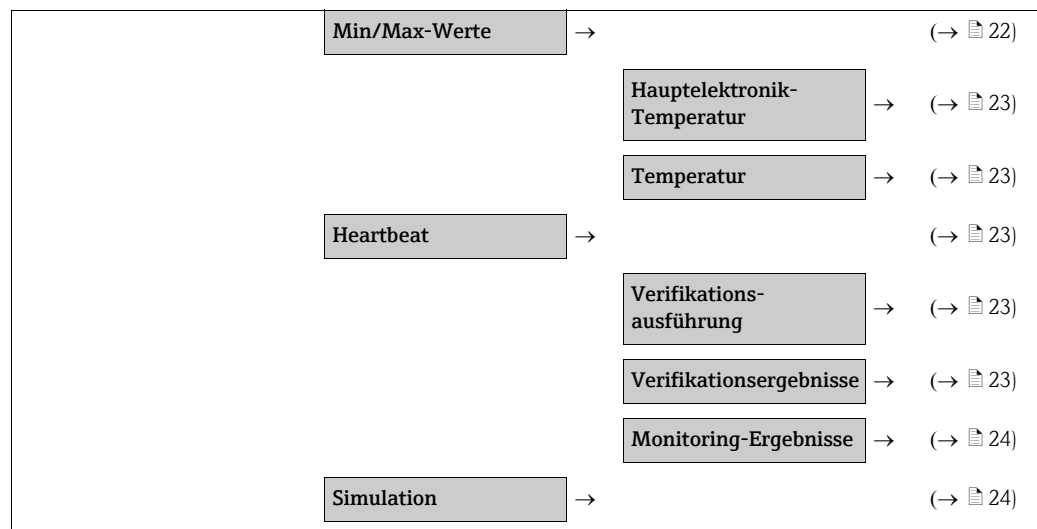 Min/Max-Werte → (→ 🖹 22)
Hauptelektronik-
Temperatur → (→ 🖹 23)
Temperatur → (→ 🖹 23)
Heartbeat → (→ 🖹 23)
Verifikations-
ausführung → (→ 🖹 23)
Verifikationsergebnisse → (→ 🖹 23)
Monitoring-Ergebnisse → (→ 🖹 24)
Simulation → (→ 🖹 24)